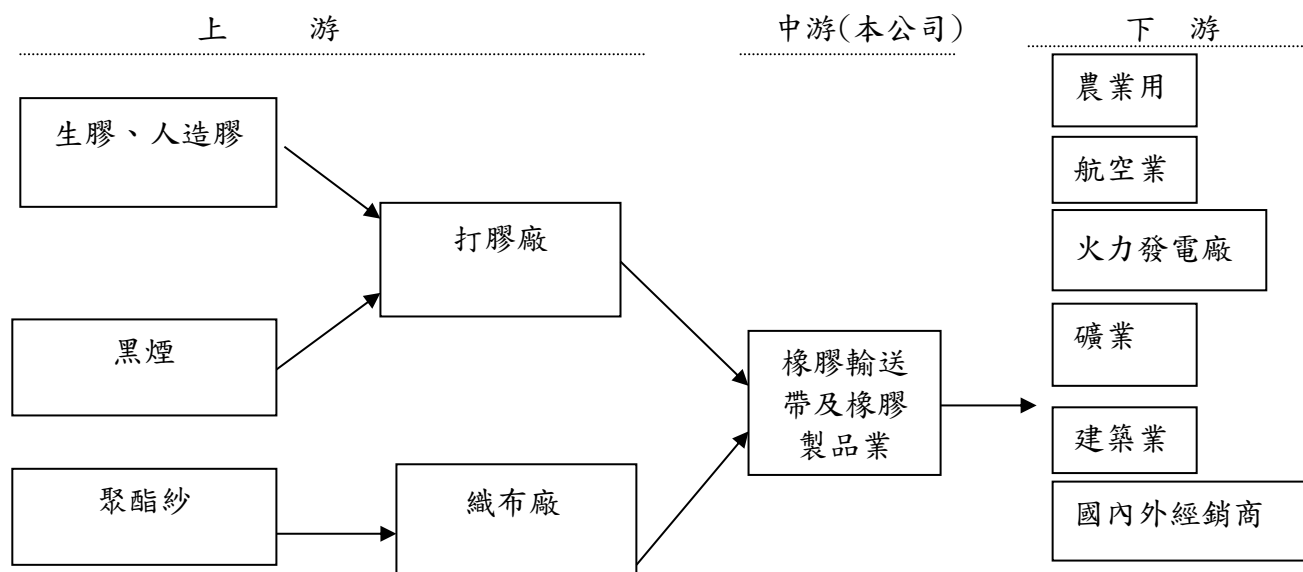 上 游
中游(本公司)
下 游
生膠、人造膠
黑煙
聚酯紗
打膠廠
織布廠
橡膠輸送
帶及橡膠
製品業
農業用
航空業
火力發電廠
礦業
建築業
國內外經銷商